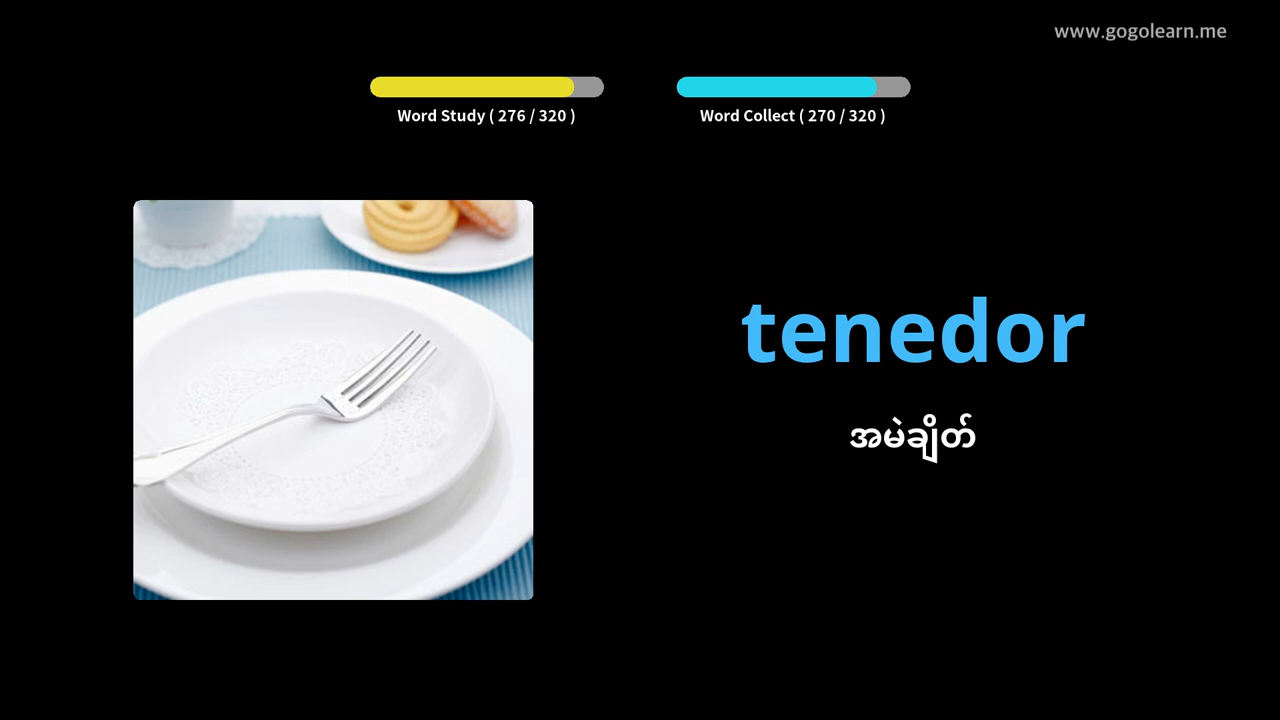 www.gogolearn.me
Word Study ( 276 / 320 )
Word Collect ( 270 / 320 )
tenedor
အမဲချိတ်